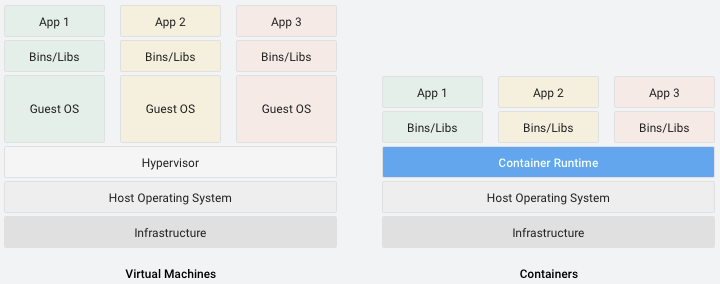 App 1
App 2
App 3
Bins/Libs
Bins/Libs
Bins/Libs
Guest OS
Guest OS
Guest OS
Hypervisor
Host Operating System
Infrastructure
Virtual Machines
App 1
App 2
App 3
Bins/Libs
Bins/Libs
Bins/Libs
Container Runtime
Host Operating System
Infrastructure
Containers